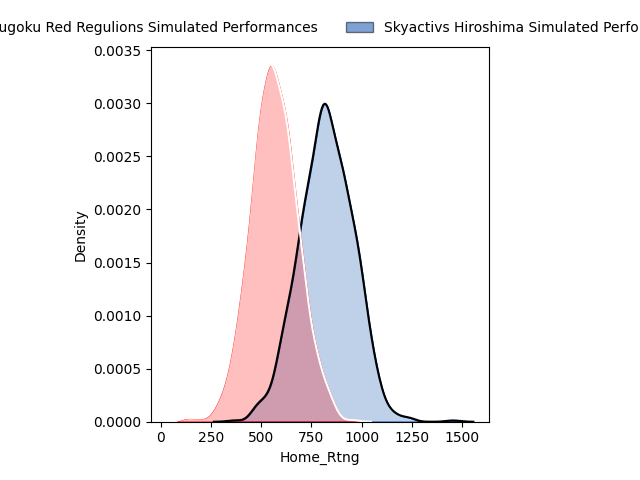 ugoku Red Regulions Simulated Performances
Skyactivs Hiroshima Simulated Perfo
0.0035
0.0030
0.0025
0.0020
0.0015
0.0010
0.0005
0.0000
Density
0 250 500 750 1000 1250 1500
Home_Rtng